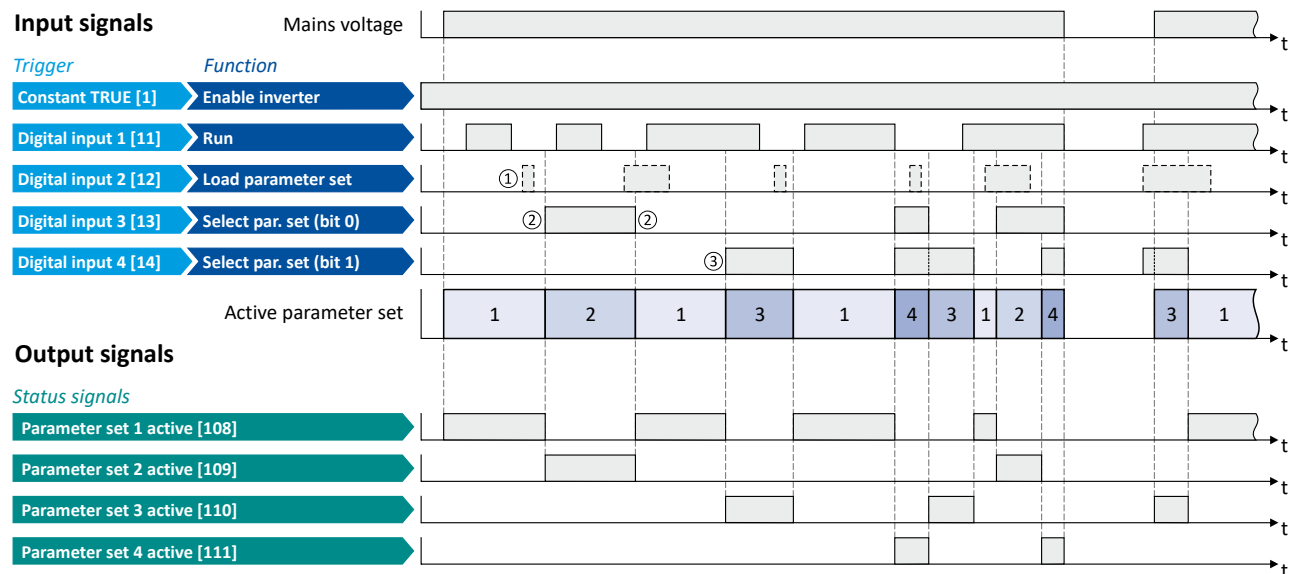 Input signals
Mains voltage
t
Trigger
Function
Constant TRUE [1]
Enable inverter
t
Digital input 1 [11]
Run
t
Digital input 2 [12]
Load parameter set
①
t
Digital input 3 [13]
Select par. set (bit 0)
② ②
t
Digital input 4 [14]
Select par. set (bit 1)
③
t
Active parameter set
1 2 1 3 1 4 3 1 2 4 3 1
t
Output signals
Status signals
Parameter set 1 active [108]
t
Parameter set 2 active [109]
t
Parameter set 3 active [110]
t
Parameter set 4 active [111]
t